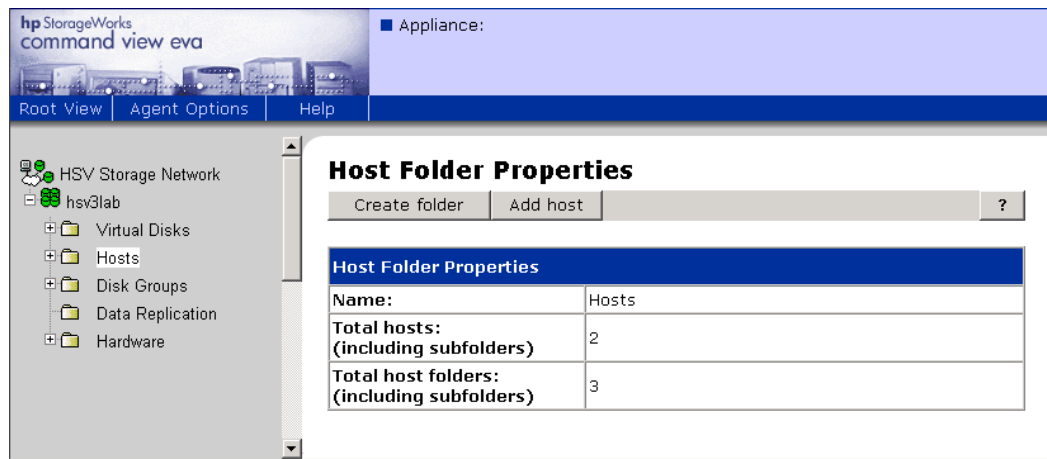 hp StorageWorks
command view eva
Appliance:
Root View Agent Options Help
HSV Storage Network
hsv3lab
Virtual Disks
Hosts
Disk Groups
Data Replication
Hardware
Host Folder Properties
Create folder Add host ?
Host Folder Properties
Name: Hosts
Total hosts:
(including subfolders) 2
Total host folders:
(including subfolders) 3